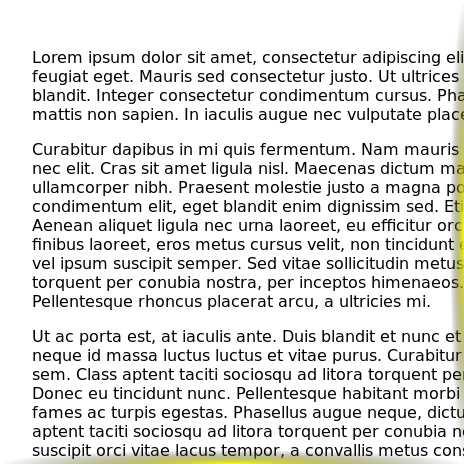 Lorem ipsum dolor sit amet, consectetur adipiscing eli
feugiat eget. Mauris sed consectetur justo. Ut ultrices
blandit. Integer consectetur condimentum cursus. Pha
mattis non sapien. In iaculis augue nec vulputate place
Curabitur dapibus in mi quis fermentum. Nam mauris
nec elit. Cras sit amet ligula nisl. Maecenas dictum ma
ullamcorper nibh. Praesent molestie justo a magna po
condimentum elit, eget blandit enim dignissim sed. Eti
Aenean aliquet ligula nec urna laoreet, eu efficitur orc
finibus laoreet, eros metus cursus velit, non tincidunt e
vel ipsum suscipit semper. Sed vitae sollicitudin metus
torquent per conubia nostra, per inceptos himenaeos.
Pellentesque rhoncus placerat arcu, a ultricies mi.
Ut ac porta est, at iaculis ante. Duis blandit et nunc et
neque id massa luctus luctus et vitae purus. Curabitur
sem. Class aptent taciti sociosqu ad litora torquent per
Donec eu tincidunt nunc. Pellentesque habitant morbi
fames ac turpis egestas. Phasellus augue neque, dictu
aptent taciti sociosqu ad litora torquent per conubia no
suscipit orci vitae lacus tempor, a convallis metus cons